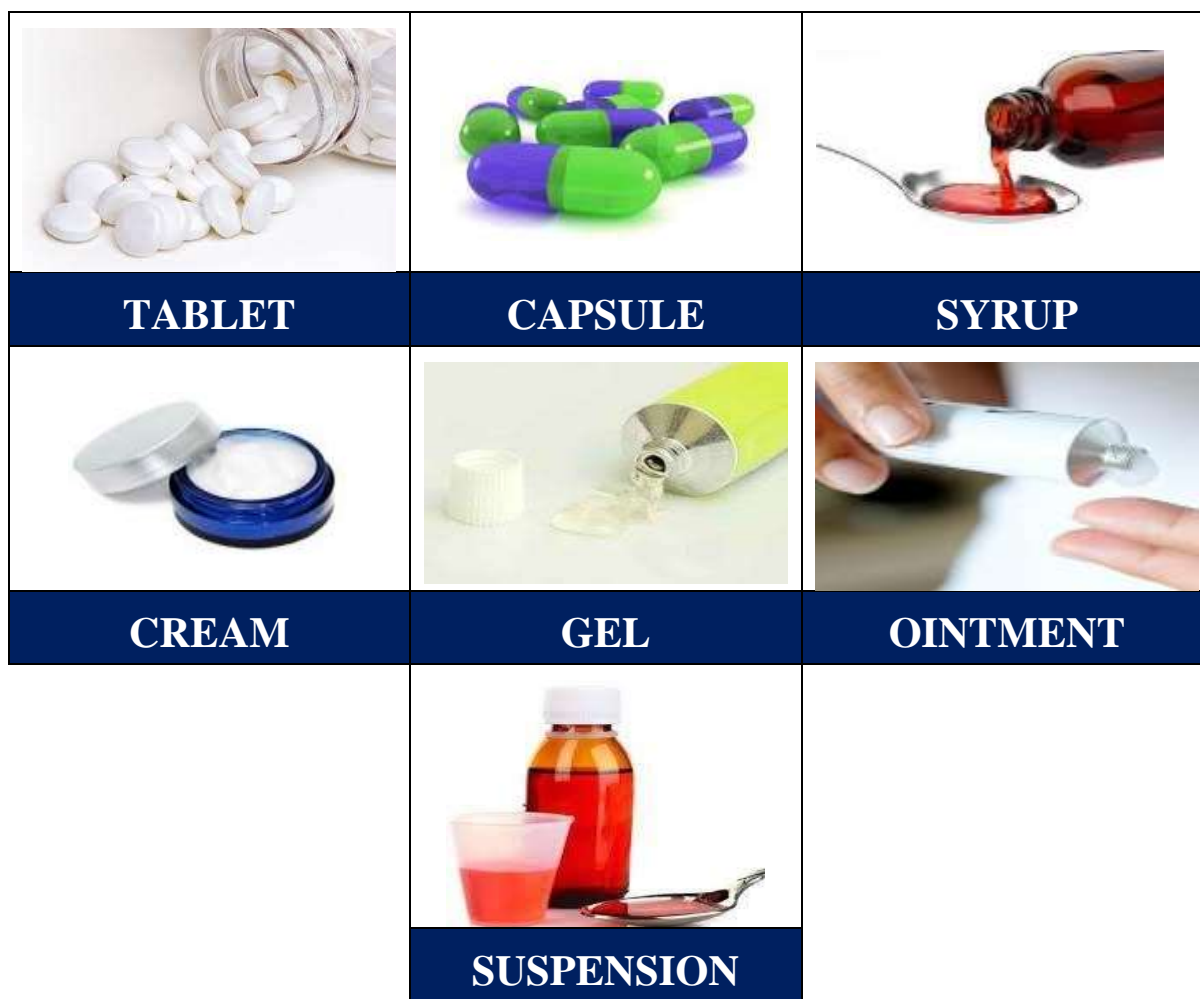 TABLET
CAPSULE
SYRUP
CREAM
GEL
OINTMENT
SUSPENSION